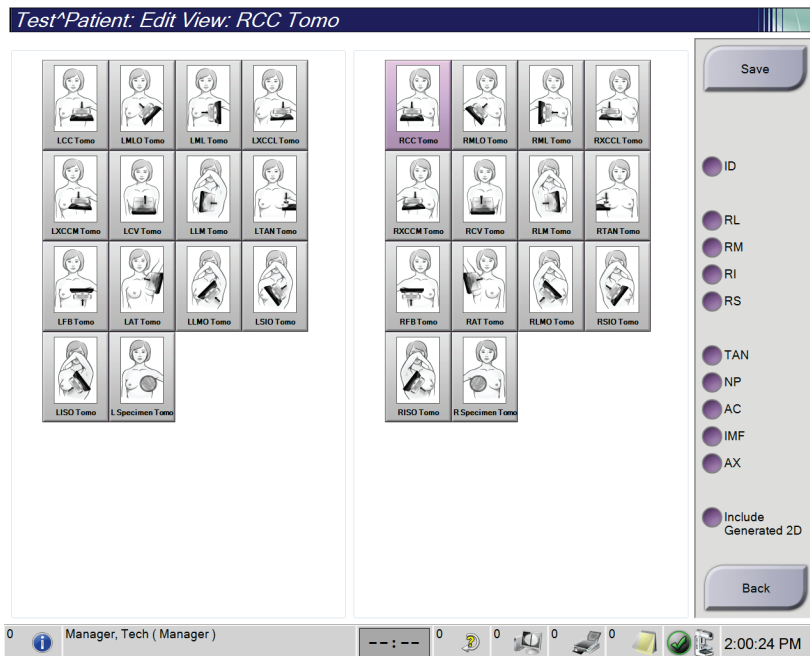 Test^Patient: Edit View: RCC Tomo
LCC Tomo LMLO Tomo LML Tomo LXCCL Tomo
LXCCM Tomo LCV Tomo LLM Tomo LTAN Tomo
LFB Tomo LAT Tomo LLMO Tomo LSIO Tomo
LISO Tomo L Specimen Tomo
RCC Tomo RMLO Tomo RML Tomo RXCCL Tomo
RXCCM Tomo RCV Tomo RLM Tomo RTAN Tomo
RFB Tomo RAT Tomo RLMO Tomo RSIO Tomo
RISO Tomo R Specimen Tomo
Save
ID
RL
RM
RI
RS
TAN
NP
AC
IMF
AX
Include
Generated 2D
Back
0 Manager, Tech ( Manager ) --:-- 0 0 0 0 2:00:24 PM